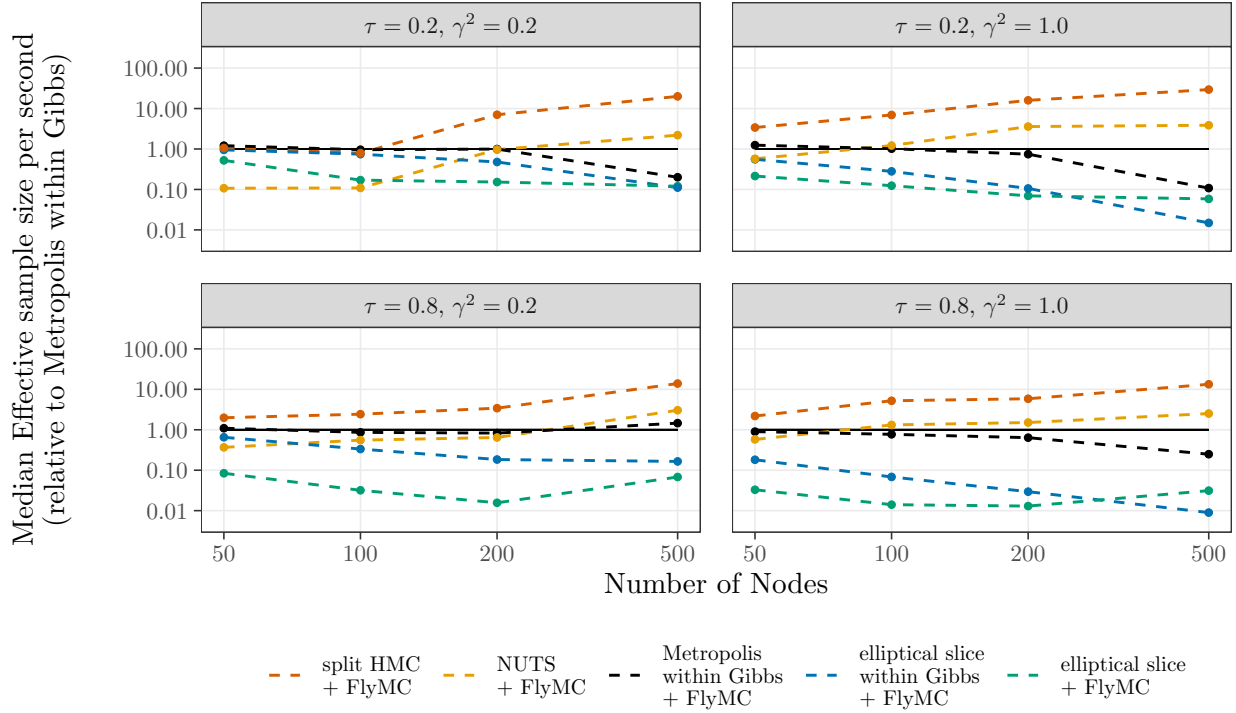 Median Effective sample size per second
(relative to Metropolis within Gibbs)
τ = 0.2, γ² = 0.2
τ = 0.2, γ² = 1.0
100.00
10.00
1.00
0.10
0.01
τ = 0.8, γ² = 0.2
τ = 0.8, γ² = 1.0
100.00
10.00
1.00
0.10
0.01
50 100 200 500
50 100 200 500
Number of Nodes
split HMC
+ FlyMC
NUTS
+ FlyMC
Metropolis
within Gibbs
+ FlyMC
elliptical slice
within Gibbs
+ FlyMC
elliptical slice
+ FlyMC